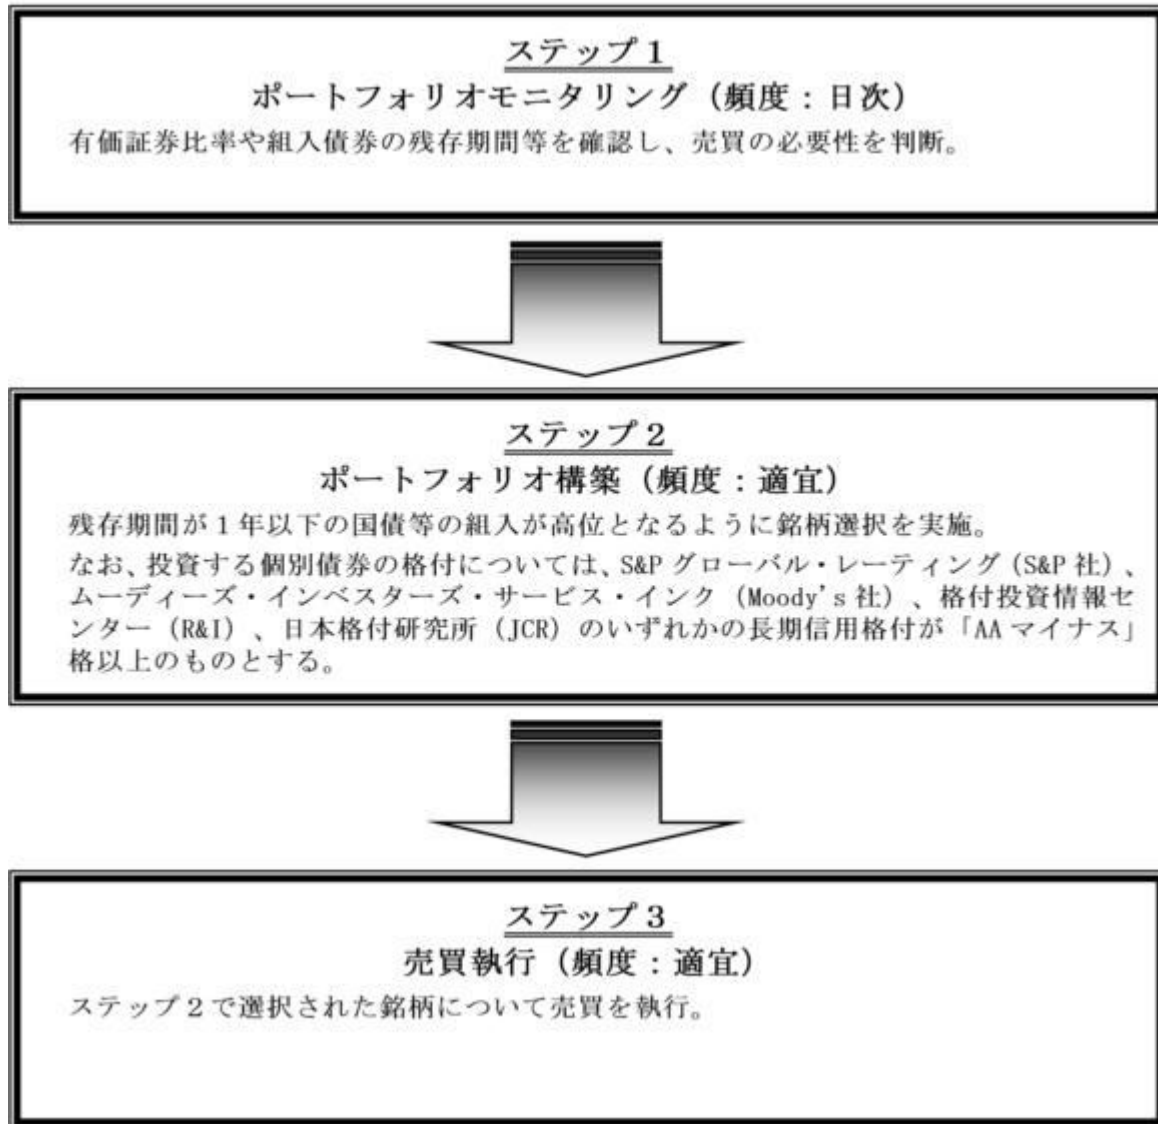 ステップ1
ポートフォリオモニタリング（頻度：日次）
有価証券比率や組入債券の残存期間等を確認し、売買の必要性を判断。
ステップ2
ポートフォリオ構築（頻度：適宜）
残存期間が1年以下の国債等の組入が高位となるように銘柄選択を実施。
なお、投資する個別債券の格付については、S&Pグローバル・レーティング（S&P社）、
ムーディーズ・インベスターズ・サービス・インク（Moody's社）、格付投資情報セ
ンター（R&I）、日本格付研究所（JCR）のいずれかの長期信用格付が「AAマイナス」
格以上のものとする。
ステップ3
売買執行（頻度：適宜）
ステップ2で選択された銘柄について売買を執行。